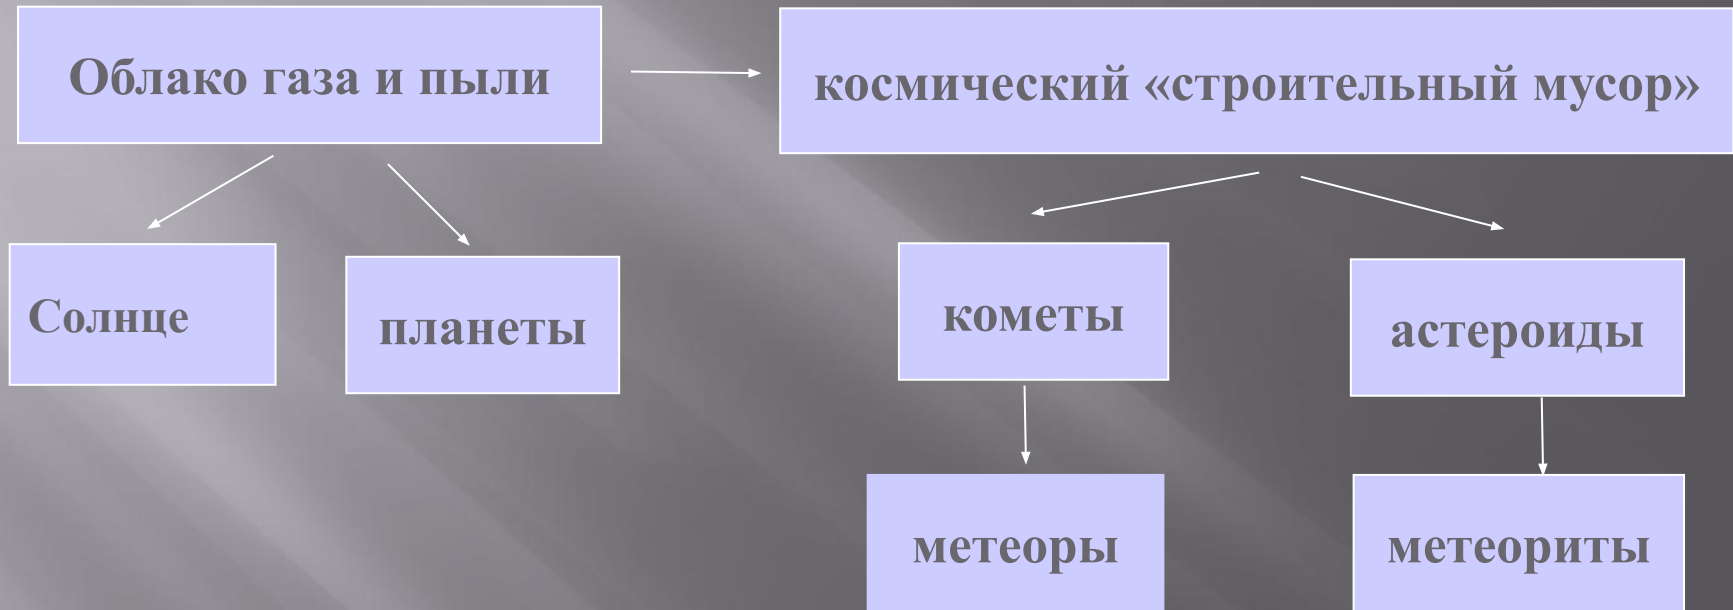 Облако газа и пыли
космический «строительный мусор»
Солнце
планеты
кометы
астероиды
метеоры
метеориты